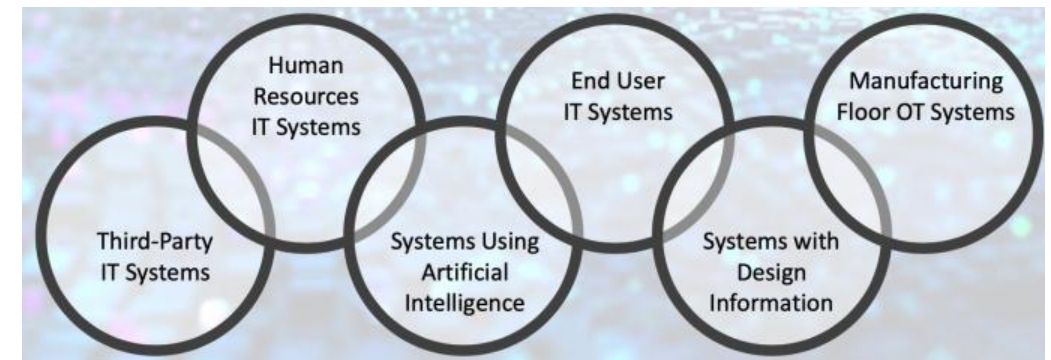 Human
Resources
IT Systems
End User
IT Systems
Manufacturing
Floor OT Systems
Third-Party
IT Systems
Systems Using
Artificial
Intelligence
Systems with
Design
Information